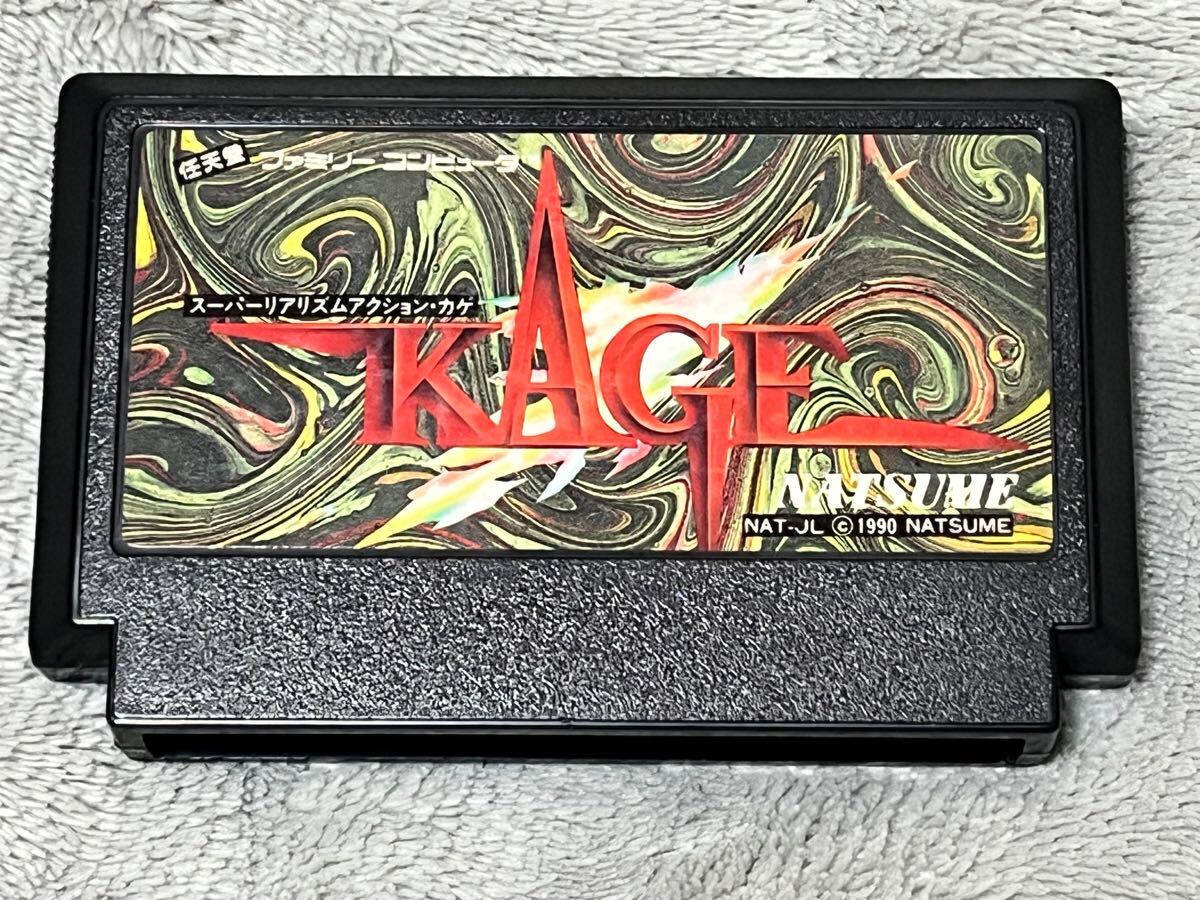 任天堂 ファミリーコンピュータ
スーパーリアリズムアクション・カゲ
KAGE
NATSUME
NAT-JL ©1990 NATSUME